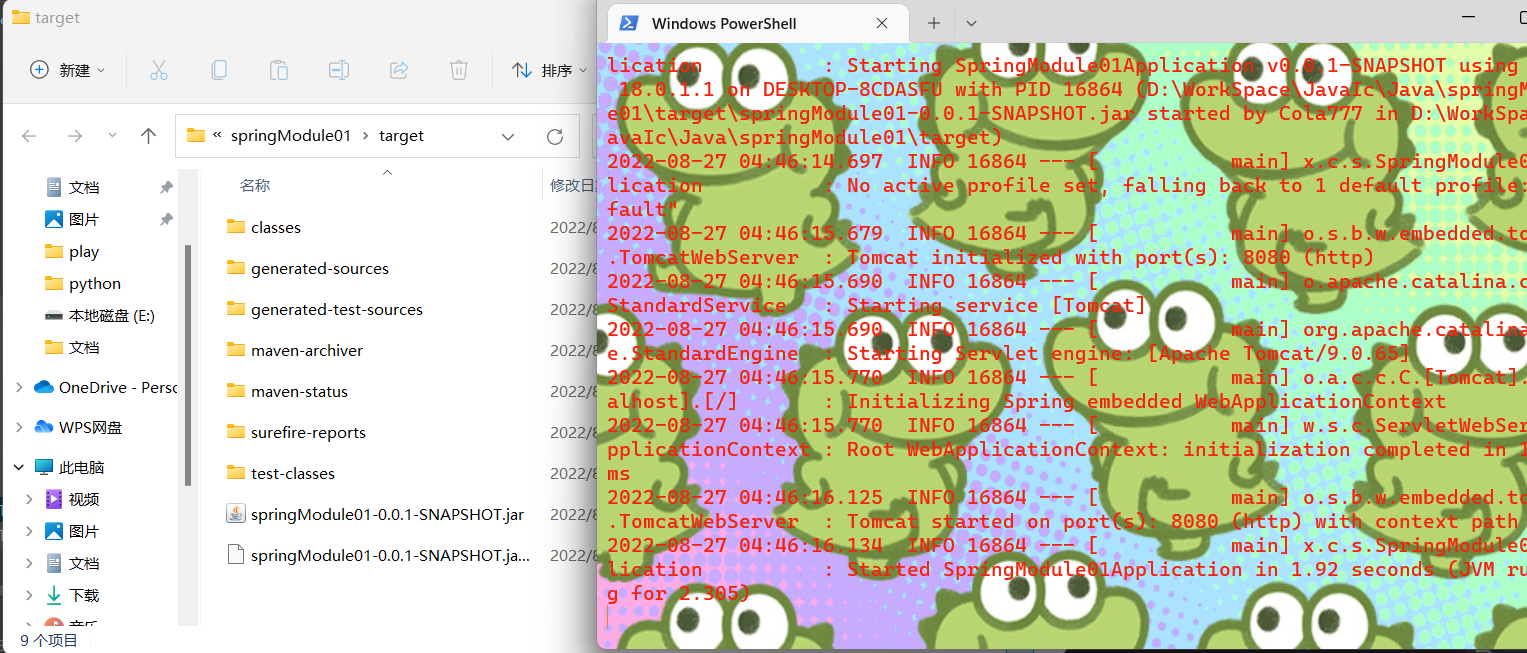 target
新建
排序
springModule01
target
文档
图片
play
python
本地磁盘 (E:)
文档
OneDrive - Persc
WPS网盘
此电脑
视频
图片
文档
下载
9 个项目
名称
修改日
classes
2022/8
generated-sources
2022/8
generated-test-sources
2022/8
maven-archiver
2022/8
maven-status
2022/8
surefire-reports
2022/8
test-classes
2022/8
springModule01-0.0.1-SNAPSHOT.jar
2022/8
springModule01-0.0.1-SNAPSHOT.ja...
2022/8
Windows PowerShell
lication : Starting SpringModule01Application v0.0.1-SNAPSHOT using
18.0.1.1 on DESKTOP-8CDASFU with PID 16864 (D:\WorkSpace\JavaIc\Java\springM
e01\target\springModule01-0.0.1-SNAPSHOT.jar started by Cola777 in D:\WorkSpa
avaIc\Java\springModule01\target)
2022-08-27 04:46:14.697 INFO 16864 --- [ main] x.c.s.SpringModule0
lication : No active profile set, falling back to 1 default profile:
fault"
2022-08-27 04:46:15.679 INFO 16864 --- [ main] o.s.b.w.embedded.to
.TomcatWebServer : Tomcat initialized with port(s): 8080 (http)
2022-08-27 04:46:15.690 INFO 16864 --- [ main] o.apache.catalina.c
StandardService : Starting service [Tomcat]
2022-08-27 04:46:15.690 INFO 16864 --- [ main] org.apache.catalina
e.StandardEngine : Starting Servlet engine: [Apache Tomcat/9.0.65]
2022-08-27 04:46:15.770 INFO 16864 --- [ main] o.a.c.c.C.[Tomcat].
alhost].[/] : Initializing Spring embedded WebApplicationContext
2022-08-27 04:46:15.770 INFO 16864 --- [ main] w.s.c.ServletWebSer
pplicationContext : Root WebApplicationContext: initialization completed in 1
ms
2022-08-27 04:46:16.125 INFO 16864 --- [ main] o.s.b.w.embedded.to
.TomcatWebServer : Tomcat started on port(s): 8080 (http) with context path
2022-08-27 04:46:16.134 INFO 16864 --- [ main] x.c.s.SpringModule0
lication : Started SpringModule01Application in 1.92 seconds (JVM ru
g for 2.305)